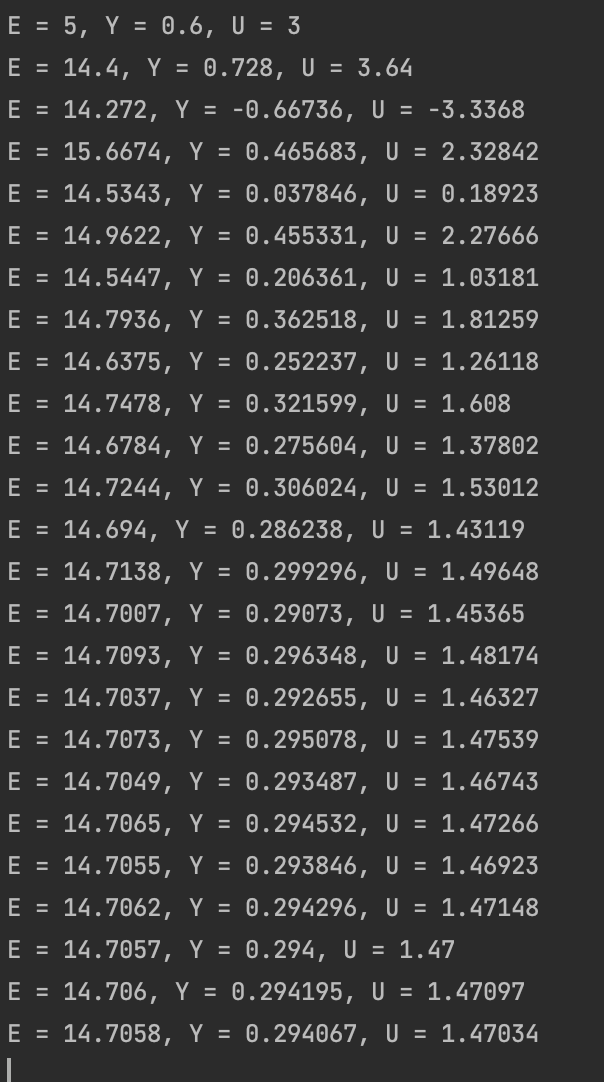 E = 5, Y = 0.6, U = 3
E = 14.4, Y = 0.728, U = 3.64
E = 14.272, Y = -0.66736, U = -3.3368
E = 15.6674, Y = 0.465683, U = 2.32842
E = 14.5343, Y = 0.037846, U = 0.18923
E = 14.9622, Y = 0.455331, U = 2.27666
E = 14.5447, Y = 0.206361, U = 1.03181
E = 14.7936, Y = 0.362518, U = 1.81259
E = 14.6375, Y = 0.252237, U = 1.26118
E = 14.7478, Y = 0.321599, U = 1.608
E = 14.6784, Y = 0.275604, U = 1.37802
E = 14.7244, Y = 0.306024, U = 1.53012
E = 14.694, Y = 0.286238, U = 1.43119
E = 14.7138, Y = 0.299296, U = 1.49648
E = 14.7007, Y = 0.29073, U = 1.45365
E = 14.7093, Y = 0.296348, U = 1.48174
E = 14.7037, Y = 0.292655, U = 1.46327
E = 14.7073, Y = 0.295078, U = 1.47539
E = 14.7049, Y = 0.293487, U = 1.46743
E = 14.7065, Y = 0.294532, U = 1.47266
E = 14.7055, Y = 0.293846, U = 1.46923
E = 14.7062, Y = 0.294296, U = 1.47148
E = 14.7057, Y = 0.294, U = 1.47
E = 14.706, Y = 0.294195, U = 1.47097
E = 14.7058, Y = 0.294067, U = 1.47034